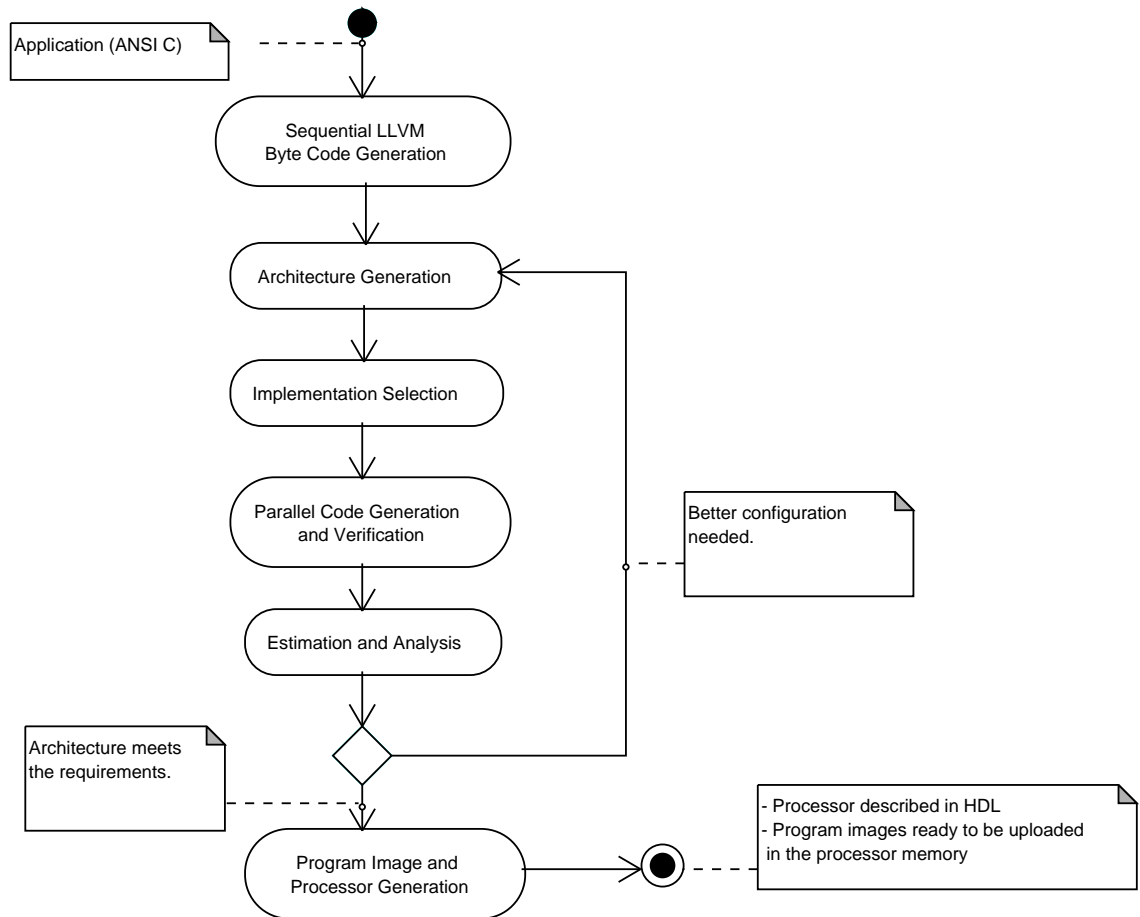 Application (ANSI C)
Sequential LLVM
Byte Code Generation
Architecture Generation
Implementation Selection
Parallel Code Generation
and Verification
Better configuration
needed.
Estimation and Analysis
Architecture meets
the requirements.
- Processor described in HDL
- Program images ready to be uploaded
in the processor memory
Program Image and
Processor Generation